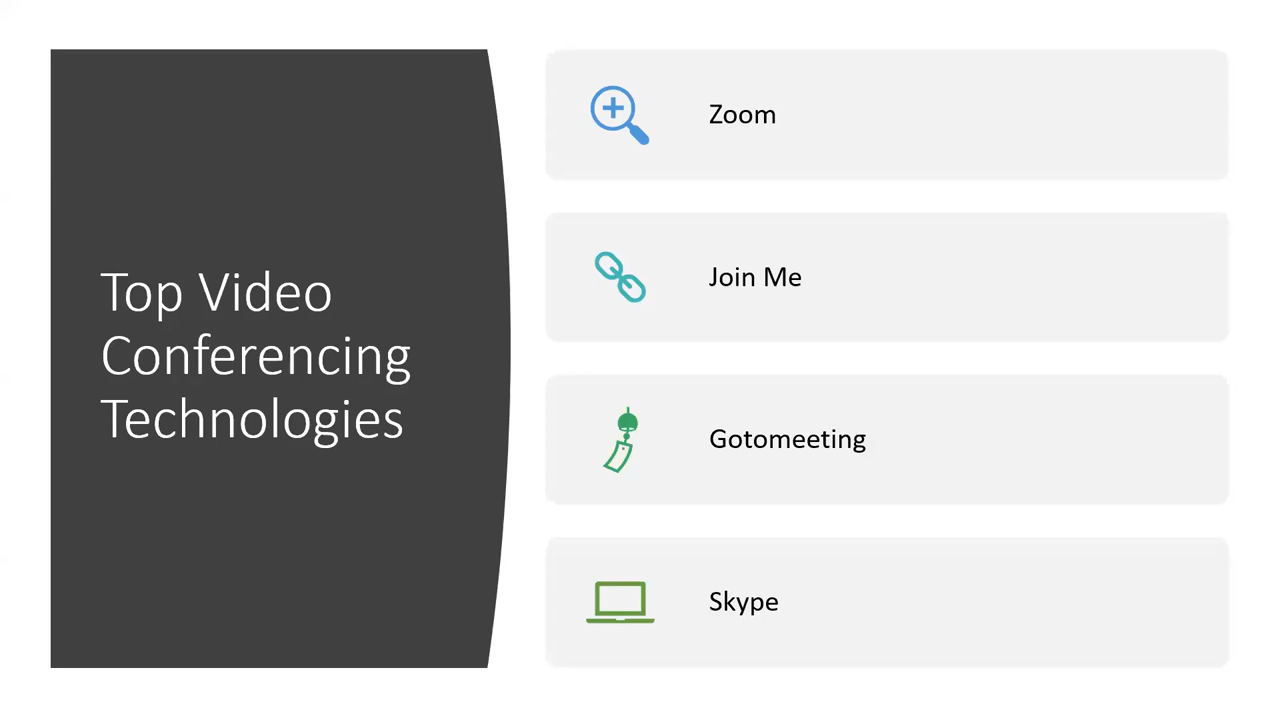 Top Video
Conferencing
Technologies
Zoom
Join Me
Gotomeeting
Skype